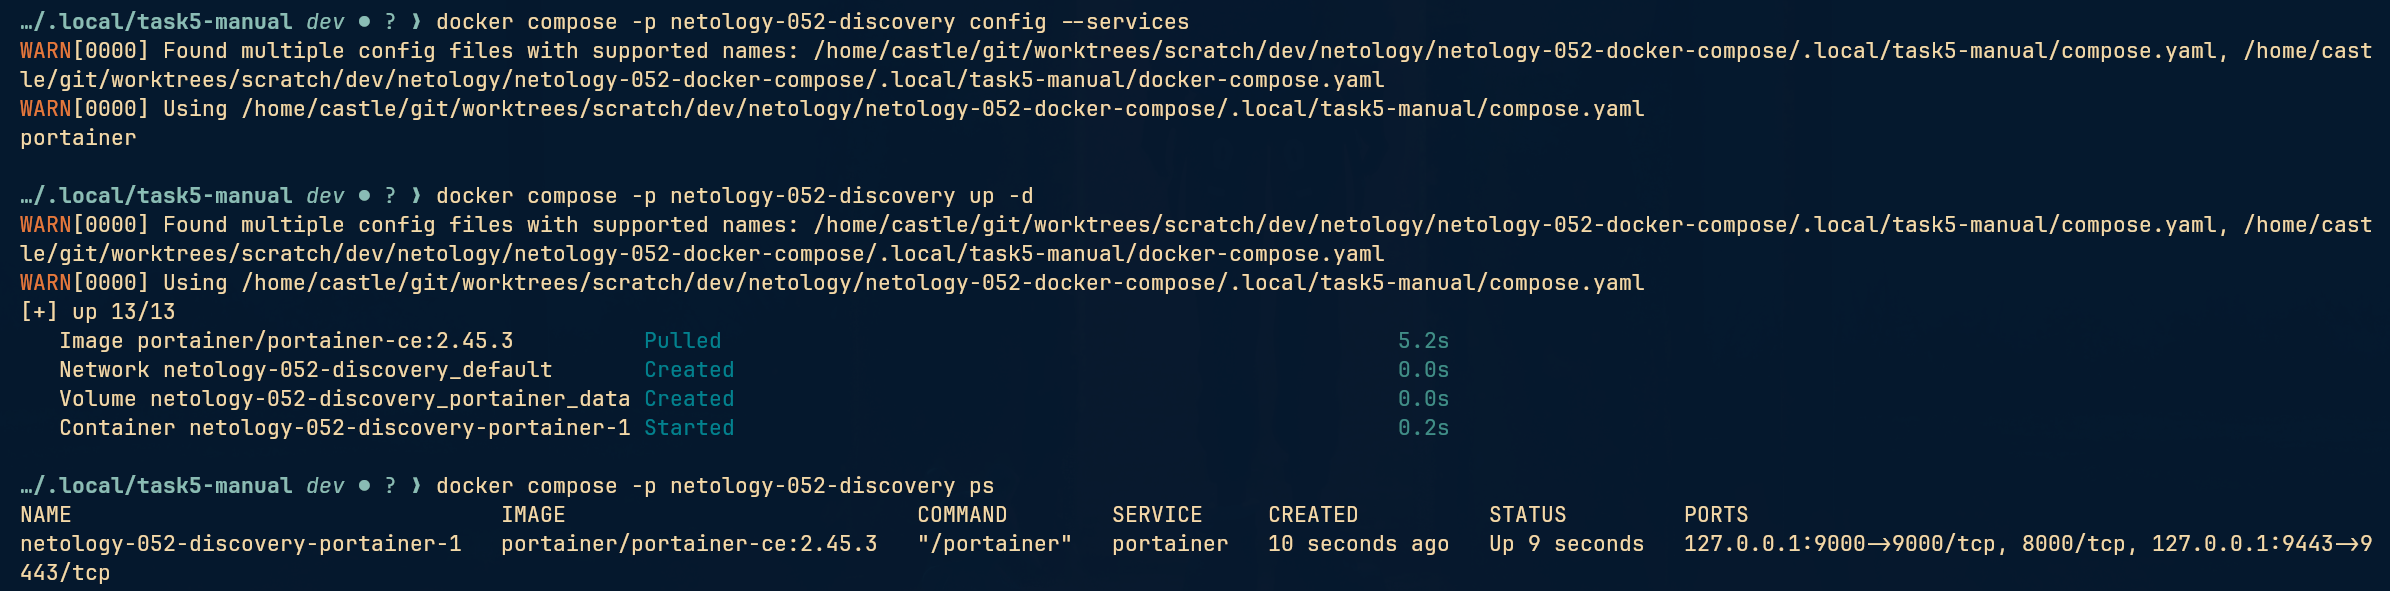 …/.local/task5-manual dev ● ? ❱ docker compose -p netology-052-discovery config --services
WARN[0000] Found multiple config files with supported names: /home/castle/git/worktrees/scratch/dev/netology/netology-052-docker-compose/.local/task5-manual/compose.yaml, /home/cast
le/git/worktrees/scratch/dev/netology/netology-052-docker-compose/.local/task5-manual/docker-compose.yaml
WARN[0000] Using /home/castle/git/worktrees/scratch/dev/netology/netology-052-docker-compose/.local/task5-manual/compose.yaml
portainer
…/.local/task5-manual dev ● ? ❱ docker compose -p netology-052-discovery up -d
WARN[0000] Found multiple config files with supported names: /home/castle/git/worktrees/scratch/dev/netology/netology-052-docker-compose/.local/task5-manual/compose.yaml, /home/cast
le/git/worktrees/scratch/dev/netology/netology-052-docker-compose/.local/task5-manual/docker-compose.yaml
WARN[0000] Using /home/castle/git/worktrees/scratch/dev/netology/netology-052-docker-compose/.local/task5-manual/compose.yaml
[+] up 13/13
Image portainer/portainer-ce:2.45.3 Pulled 5.2s
Network netology-052-discovery_default Created 0.0s
Volume netology-052-discovery_portainer_data Created 0.0s
Container netology-052-discovery-portainer-1 Started 0.2s
…/.local/task5-manual dev ● ? ❱ docker compose -p netology-052-discovery ps
NAME IMAGE COMMAND SERVICE CREATED STATUS PORTS
netology-052-discovery-portainer-1 portainer/portainer-ce:2.45.3 "/portainer" portainer 10 seconds ago Up 9 seconds 127.0.0.1:9000->9000/tcp, 8000/tcp, 127.0.0.1:9443->9
443/tcp